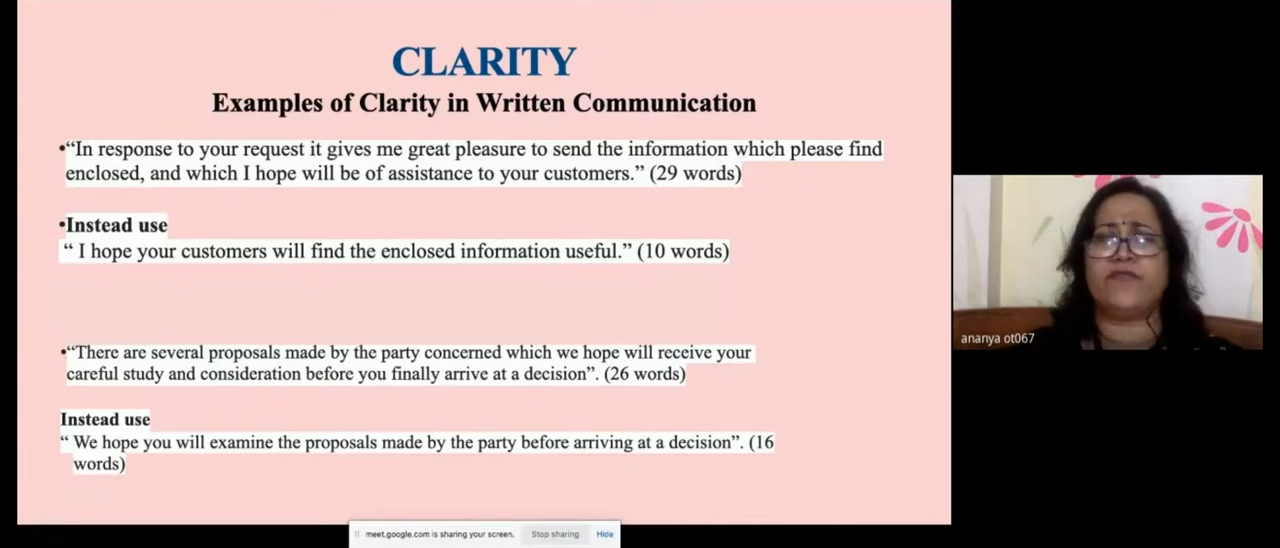 CLARITY
Examples of Clarity in Written Communication
•“In response to your request it gives me great pleasure to send the information which please find
enclosed, and which I hope will be of assistance to your customers.” (29 words)
•Instead use
“ I hope your customers will find the enclosed information useful.” (10 words)
•“There are several proposals made by the party concerned which we hope will receive your
careful study and consideration before you finally arrive at a decision”. (26 words)
Instead use
“ We hope you will examine the proposals made by the party before arriving at a decision”. (16
words)
ananya ot067
meet.google.com is sharing your screen. Stop sharing Hide